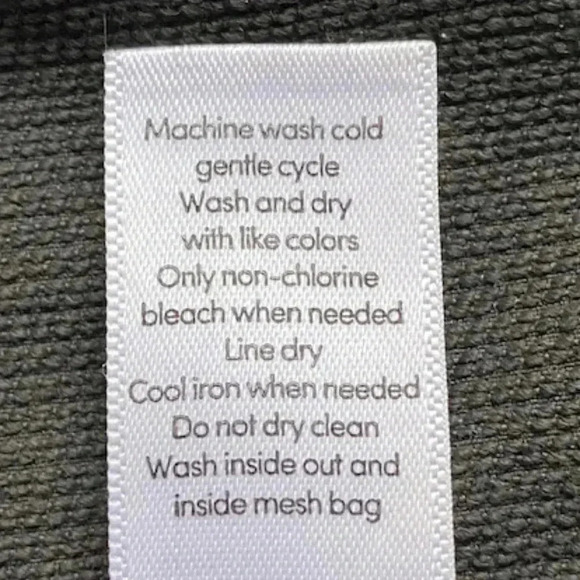 Machine wash cold
gentle cycle
Wash and dry
with like colors
Only non-chlorine
bleach when needed
Line dry
Cool iron when needed
Do not dry clean
Wash inside out and
inside mesh bag